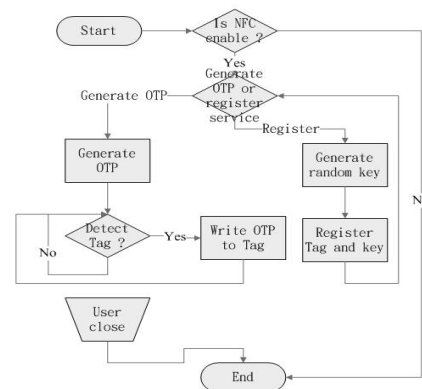 Start
Is NFC
enable ?
Yes
N
Generate
OTP or
register
service
Generate OTP
Register
Generate
OTP
Generate
random key
Detect
Tag ?
Yes
No
Write OTP
to Tag
Register
Tag and key
User
close
End